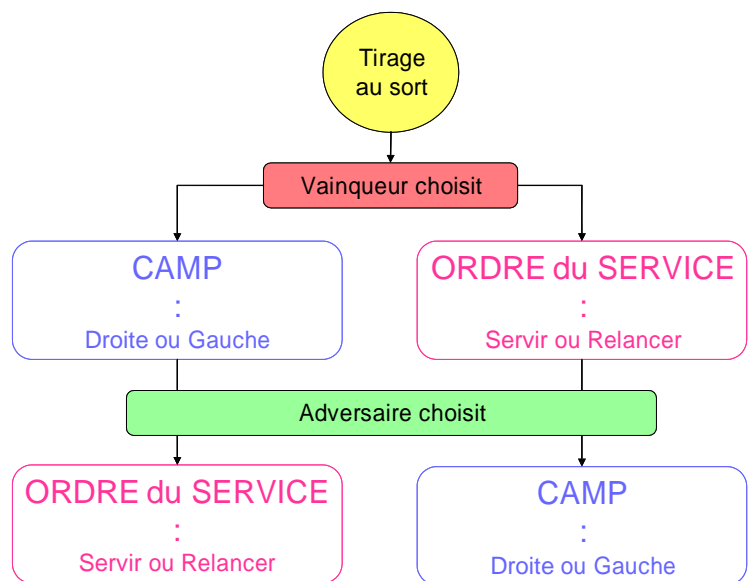 Tirage
au sort
Vainqueur choisit
CAMP
:
Droite ou Gauche
ORDRE du SERVICE
:
Servir ou Relancer
Adversaire choisit
ORDRE du SERVICE
:
Servir ou Relancer
CAMP
:
Droite ou Gauche